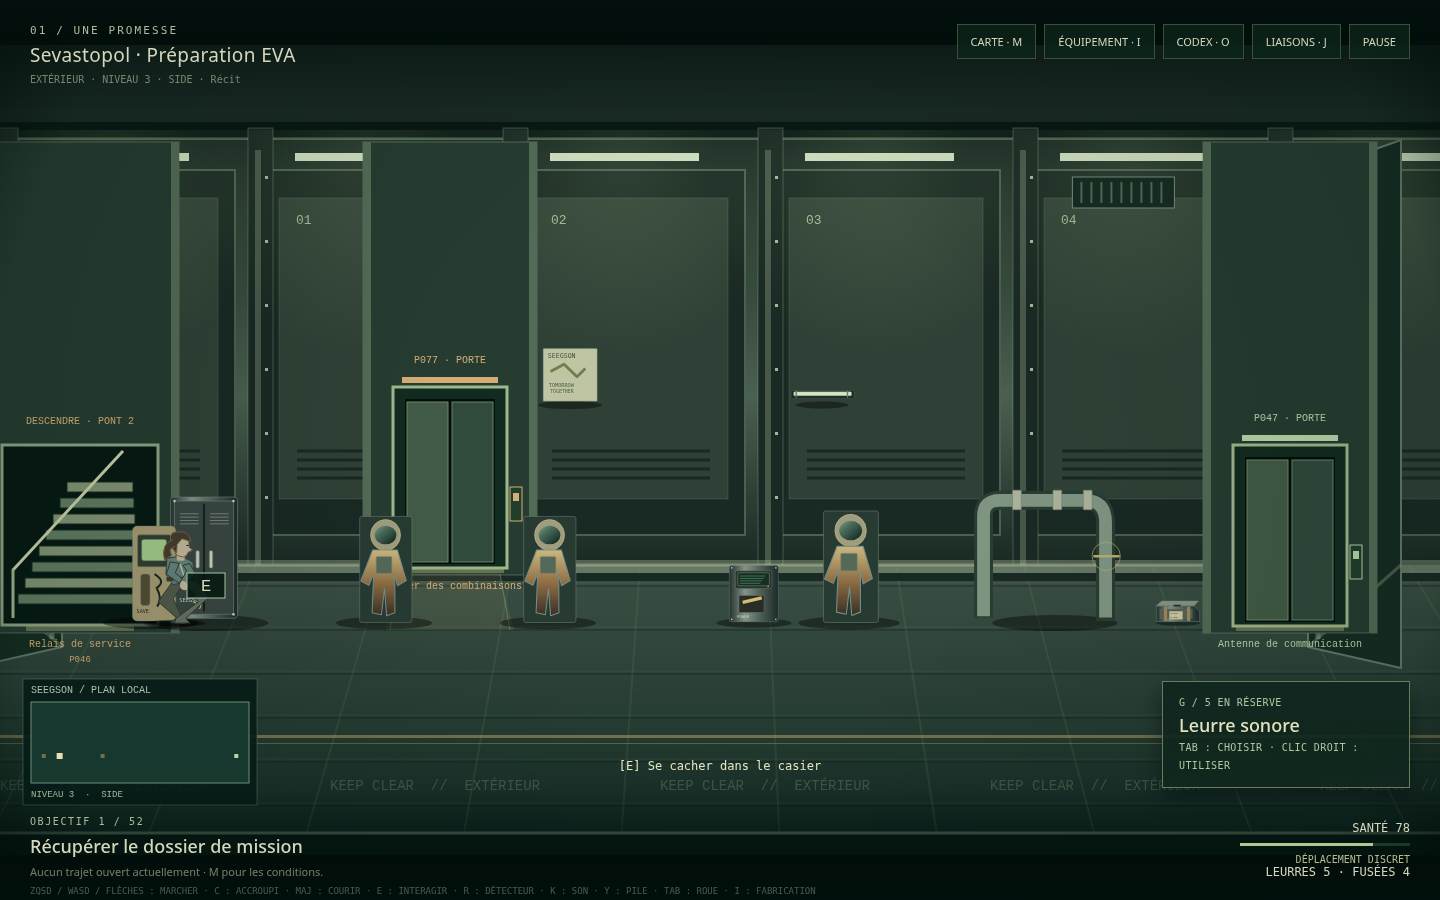 01 / UNE PROMESSE
Sevastopol · Préparation EVA
EXTÉRIEUR · NIVEAU 3 · SIDE · Récit
CARTE · M
ÉQUIPEMENT · I
CODEX · O
LIAISONS · J
PAUSE
01
02
03
04
P077 · PORTE
SEEGSON
TOMORROW
TOGETHER
DESCENDRE · PONT 2
P047 · PORTE
E
SAVE
er des combinaisons
Relais de service
P046
Antenne de communication
SEEGSON / PLAN LOCAL
NIVEAU 3 · SIDE
G / 5 EN RÉSERVE
Leurre sonore
TAB : CHOISIR · CLIC DROIT :
UTILISER
[E] Se cacher dans le casier
KEEP CLEAR // EXTÉRIEUR
KEEP CLEAR // EXTÉRIEUR
KEEP CLEAR // EXTÉ
OBJECTIF 1 / 52
Récupérer le dossier de mission
Aucun trajet ouvert actuellement · M pour les conditions.
ZQSD / WASD / FLÈCHES : MARCHER · C : ACCROUPI · MAJ : COURIR · E : INTERAGIR · R : DÉTECTEUR · K : SON · Y : PILE · TAB : ROUE · I : FABRICATION
SANTÉ 78
DÉPLACEMENT DISCRET
LEURRES 5 · FUSÉES 4